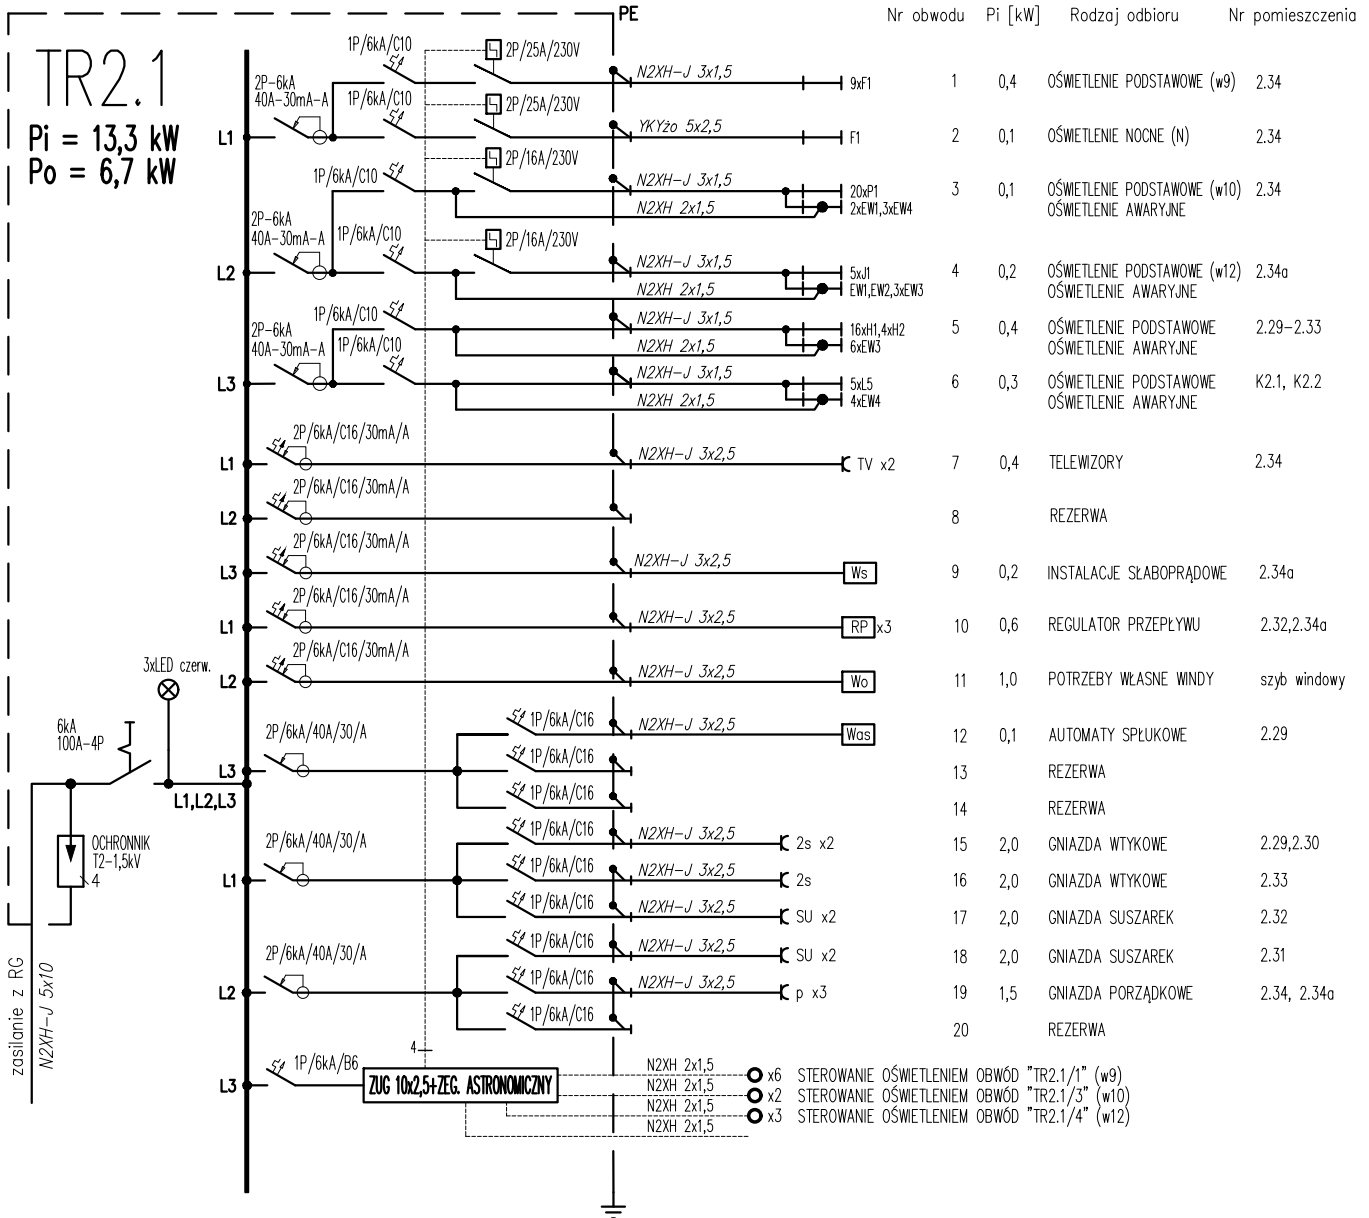 PE
Nr obwodu Pi [kW] Rodzaj odbioru Nr pomieszczenia
TR2.1
Pi = 13,3 kW
Po = 6,7 kW
2P-6kA
40A-30mA-A
L1
1P/6kA/C10
2P/25A/230V
N2XH-J 3x1,5
9xF1
1 0,4 OŚWIETLENIE PODSTAWOWE (w9) 2.34
1P/6kA/C10
2P/25A/230V
YKYżo 5x2,5
F1
2 0,1 OŚWIETLENIE NOCNE (N) 2.34
1P/6kA/C10
2P/16A/230V
N2XH-J 3x1,5
N2XH 2x1,5
20xP1
2xEW1,3xEW4
3 0,1 OŚWIETLENIE PODSTAWOWE (w10) 2.34
OŚWIETLENIE AWARYJNE
2P-6kA
40A-30mA-A
L2
1P/6kA/C10
2P/16A/230V
N2XH-J 3x1,5
N2XH 2x1,5
5xJ1
EW1,EW2,3xEW3
4 0,2 OŚWIETLENIE PODSTAWOWE (w12) 2.34a
OŚWIETLENIE AWARYJNE
1P/6kA/C10
N2XH-J 3x1,5
N2XH 2x1,5
16xH1,4xH2
6xEW3
5 0,4 OŚWIETLENIE PODSTAWOWE 2.29-2.33
OŚWIETLENIE AWARYJNE
2P-6kA
40A-30mA-A
L3
1P/6kA/C10
N2XH-J 3x1,5
N2XH 2x1,5
5xL5
4xEW4
6 0,3 OŚWIETLENIE PODSTAWOWE K2.1, K2.2
OŚWIETLENIE AWARYJNE
2P/6kA/C16/30mA/A
L1
N2XH-J 3x2,5
TV x2
7 0,4 TELEWIZORY 2.34
2P/6kA/C16/30mA/A
L2
8 REZERWA
2P/6kA/C16/30mA/A
L3
N2XH-J 3x2,5
Ws
9 0,2 INSTALACJE SŁABOPRĄDOWE 2.34a
2P/6kA/C16/30mA/A
L1
N2XH-J 3x2,5
RP x3
10 0,6 REGULATOR PRZEPŁYWU 2.32,2.34a
2P/6kA/C16/30mA/A
L2
N2XH-J 3x2,5
Wo
11 1,0 POTRZEBY WŁASNE WINDY szyb windowy
3xLED czerw.
6kA
100A-4P
L1,L2,L3
OCHRONNIK
T2-1,5kV
4
zasilanie z RG
N2XH-J 5x10
2P/6kA/40A/30/A
L3
1P/6kA/C16
N2XH-J 3x2,5
Was
12 0,1 AUTOMATY SPŁUKOWE 2.29
1P/6kA/C16
13 REZERWA
1P/6kA/C16
14 REZERWA
2P/6kA/40A/30/A
L1
1P/6kA/C16
N2XH-J 3x2,5
2s x2
15 2,0 GNIAZDA WTYKOWE 2.29,2.30
1P/6kA/C16
N2XH-J 3x2,5
2s
16 2,0 GNIAZDA WTYKOWE 2.33
1P/6kA/C16
N2XH-J 3x2,5
SU x2
17 2,0 GNIAZDA SUSZAREK 2.32
2P/6kA/40A/30/A
L2
1P/6kA/C16
N2XH-J 3x2,5
SU x2
18 2,0 GNIAZDA SUSZAREK 2.31
1P/6kA/C16
N2XH-J 3x2,5
p x3
19 1,5 GNIAZDA PORZĄDKOWE 2.34, 2.34a
1P/6kA/C16
20 REZERWA
L3
1P/6kA/B6
4
ZUG 10x2,5+ZEG. ASTRONOMICZNY
N2XH 2x1,5
x6 STEROWANIE OŚWIETLENIEM OBWÓD "TR2.1/1" (w9)
N2XH 2x1,5
x2 STEROWANIE OŚWIETLENIEM OBWÓD "TR2.1/3" (w10)
N2XH 2x1,5
x3 STEROWANIE OŚWIETLENIEM OBWÓD "TR2.1/4" (w12)
N2XH 2x1,5